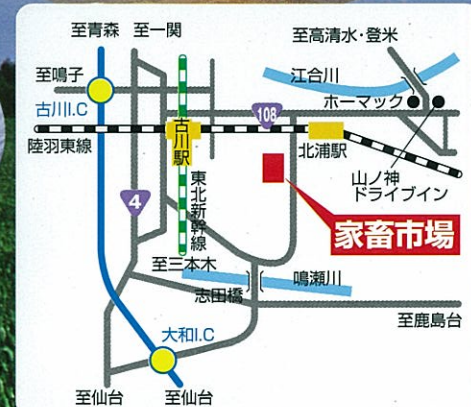 至青森
至一関
至高清水・登米
至鳴子
江合川
ホーマック
古川I.C
108
陸羽東線
古川駅
北浦駅
山ノ神
ドライブイン
4
東北新幹線
家畜市場
至三本木
鳴瀬川
志田橋
至鹿島台
大和I.C
至仙台
至仙台